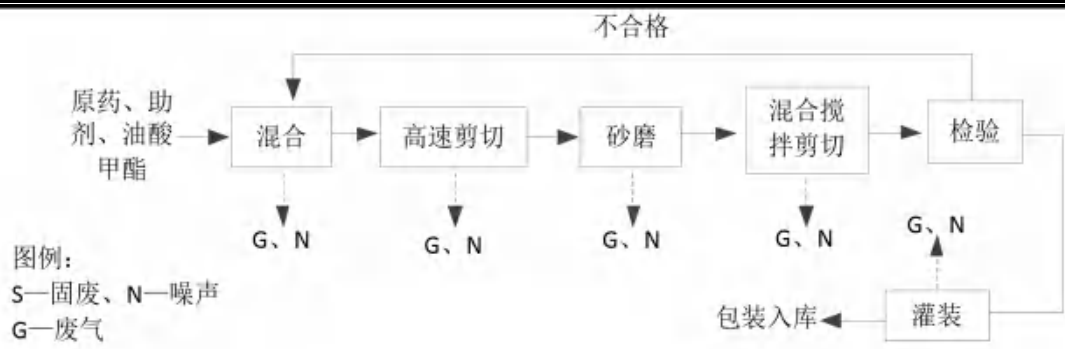 不合格
原药、助
剂、油酸
甲酯
混合
高速剪切
砂磨
混合搅
拌剪切
检验
G、N
G、N
G、N
G、N
G、N
图例：
S—固废、N—噪声
G—废气
包装入库
灌装